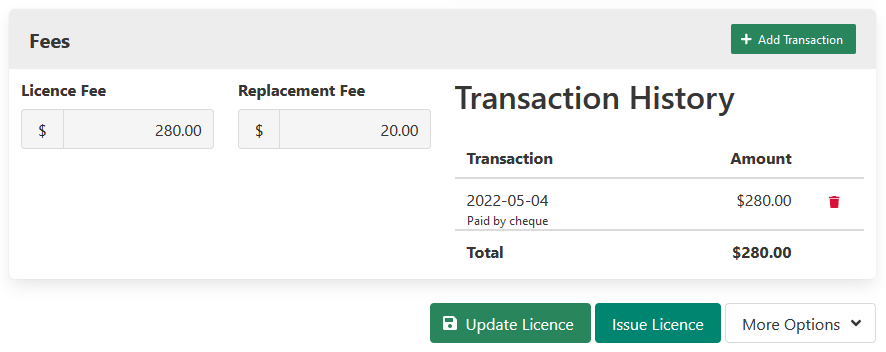 Fees
Add Transaction
Licence Fee
$ 280.00
Replacement Fee
$ 20.00
Transaction History
Transaction Amount
2022-05-04 $280.00
Paid by cheque
Total $280.00
Update Licence
Issue Licence
More Options